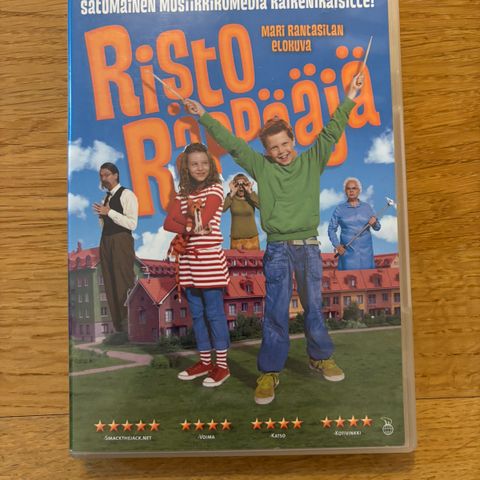 SATUMAINEN MUSIIKKIKOMEDIA KAIKENIKÄISILLE!
RISTO
MARI RANTASILAN
ELOKUVA
RÄPPÄÄJÄ
-SMACKTHEJACK.NET
-VOIMA
-KATSO
-KOTIVINKKI